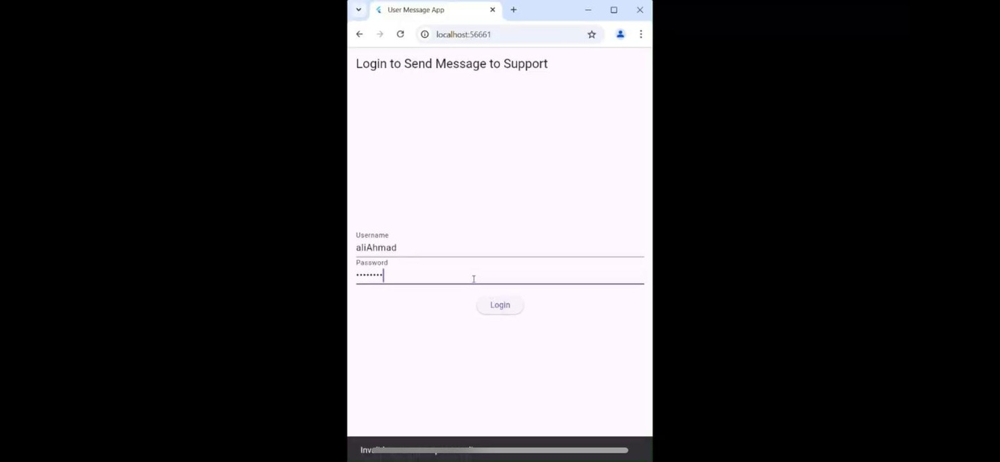 User Message App
localhost:56661
Login to Send Message to Support
Username
aliAhmad
Password
••••••••
Login